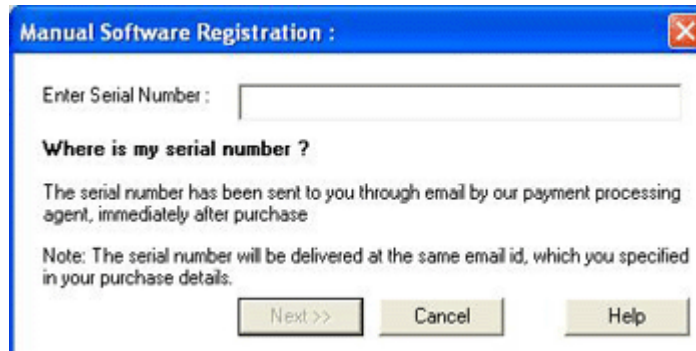 Manual Software Registration :
Enter Serial Number :
Where is my serial number ?
The serial number has been sent to you through email by our payment processing
agent, immediately after purchase
Note: The serial number will be delivered at the same email id, which you specified
in your purchase details.
Next >> Cancel Help